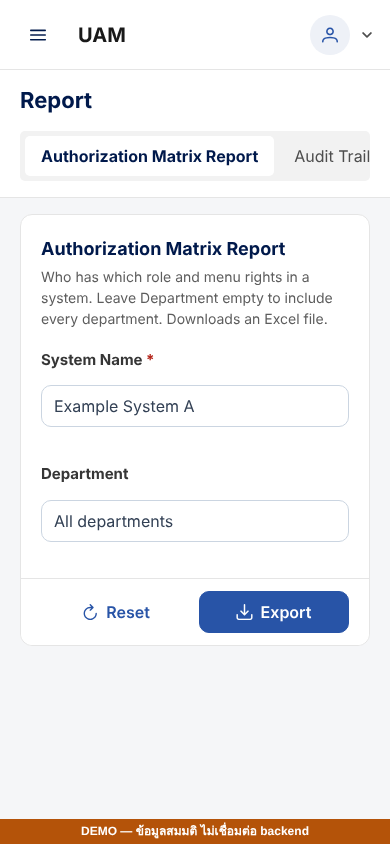 UAM
Report
Authorization Matrix Report
Audit Trail
Authorization Matrix Report
Who has which role and menu rights in a
system. Leave Department empty to include
every department. Downloads an Excel file.
System Name *
Example System A
Department
All departments
Reset
Export
DEMO — ข้อมูลสมมติ ไม่เชื่อมต่อ backend